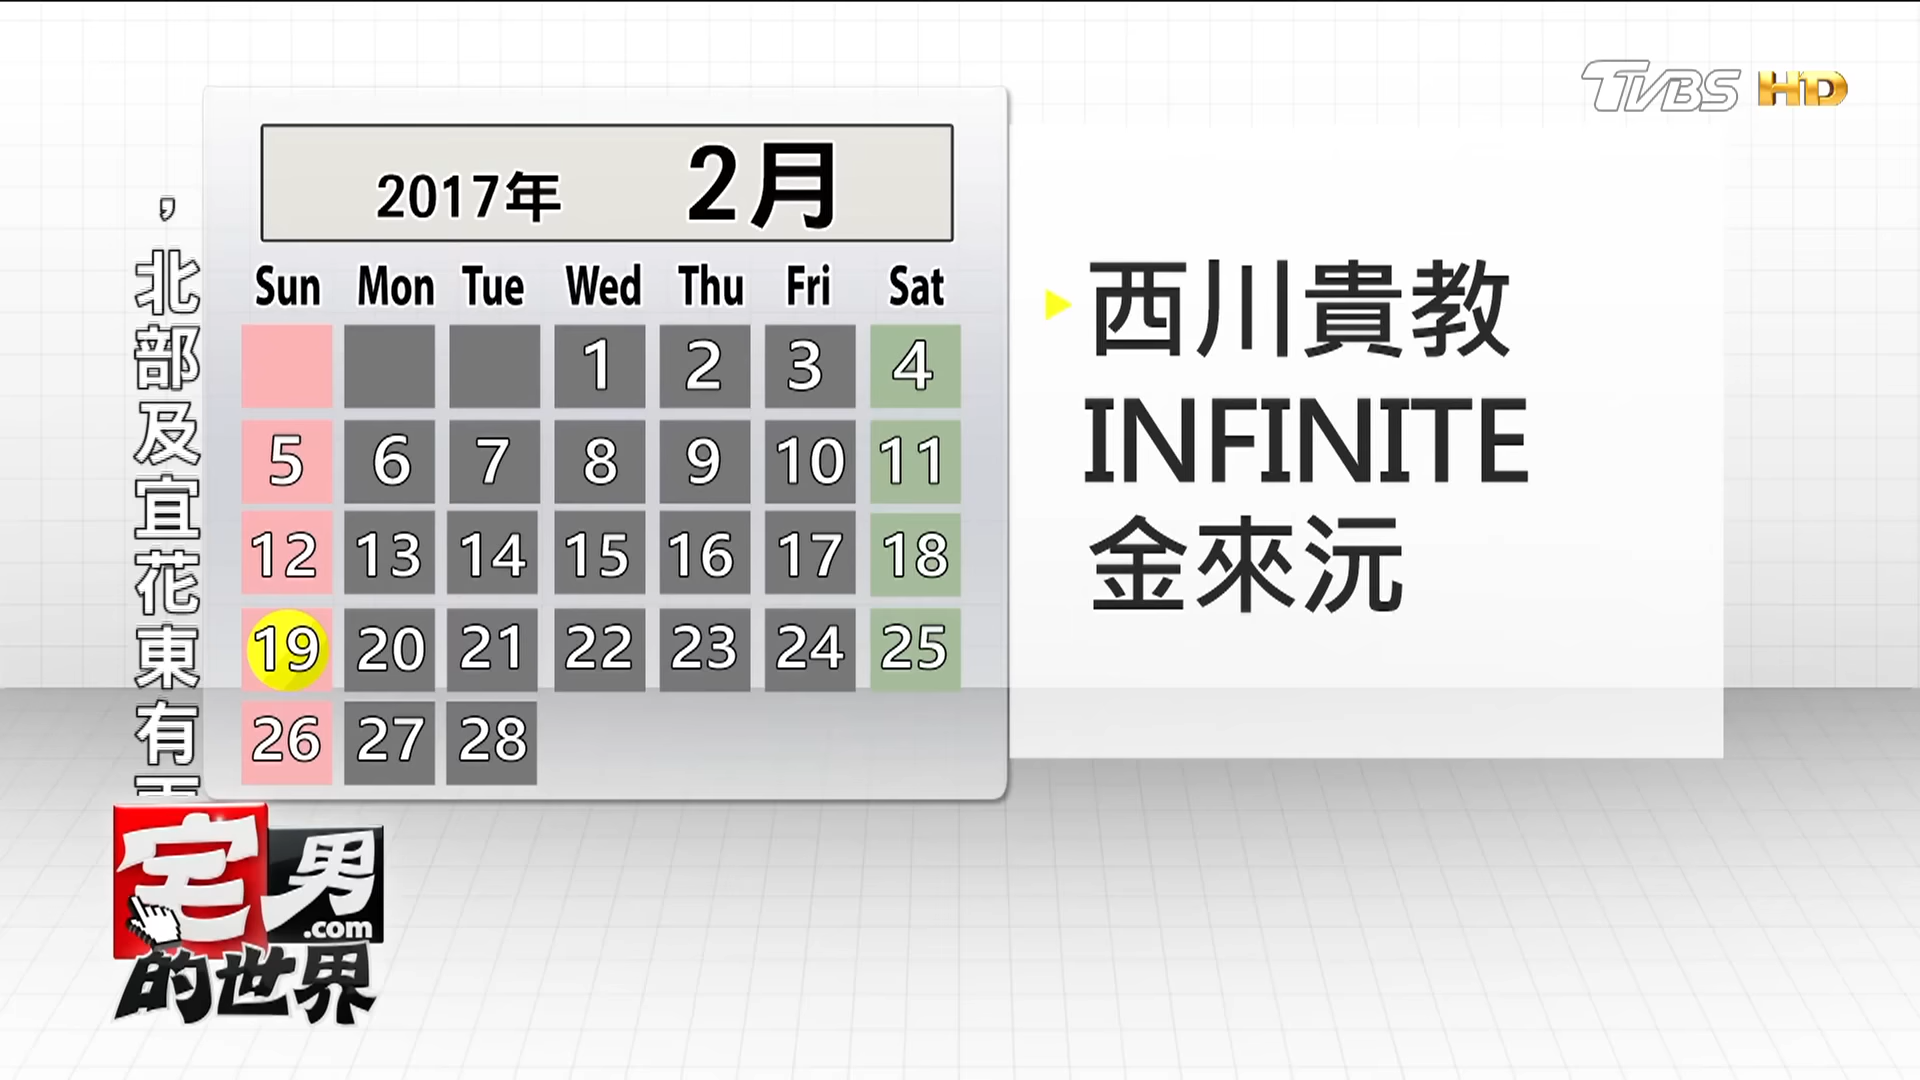 TVBS HD
2017年 2月
Sun Mon Tue Wed Thu Fri Sat
1 2 3 4
5 6 7 8 9 10 11
12 13 14 15 16 17 18
19 20 21 22 23 24 25
26 27 28
西川貴教
INFINITE
金來沅
，北部及宜花東有
宅男.com
的世界